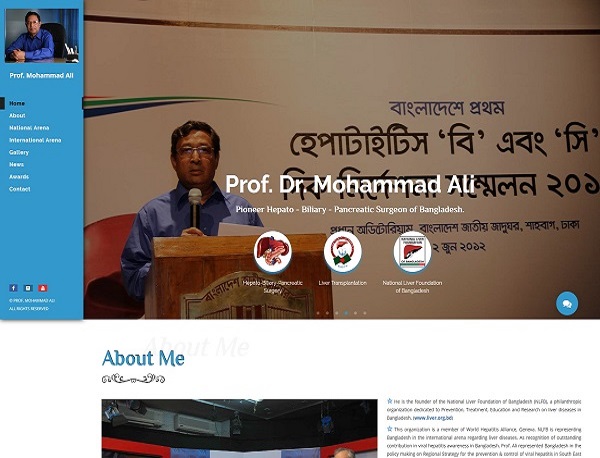 Prof. Mohammad Ali
Home
About
National Arena
International Arena
Gallery
News
Awards
Contact
© PROF. MOHAMMAD ALI
ALL RIGHTS RESERVED
বাংলাদেশে প্রথম
হেপাটাইটিস ‘বি’ এবং ‘সি’
Prof. Dr. Mohammad Ali
Pioneer Hepato - Biliary - Pancreatic Surgeon of Bangladesh.
অডিটোরিয়াম, বাংলাদেশ জাতীয় জাদুঘর, শাহবাগ, ঢাকা
২ জুন ২০১২
Hepato-Biliary-Pancreatic
Surgery
Liver Transplantation
NATIONAL LIVER
FOUNDATION
OF BANGLADESH
National Liver Foundation
of Bangladesh
About Me
About Me
He is the founder of the National Liver Foundation of Bangladesh (NLFB), a philanthropic
organization dedicated to Prevention, Treatment, Education and Research on liver diseases in
Bangladesh. (www.liver.org.bd)
This organization is a member of World Hepatitis Alliance, Geneva. NLFB is representing
Bangladesh in the international arena regarding liver diseases. As recognition of outstanding
contribution in viral hepatitis awareness in Bangladesh, Prof. Ali represented Bangladesh in the
policy making on Regional Strategy for the prevention & control of viral hepatitis in South East